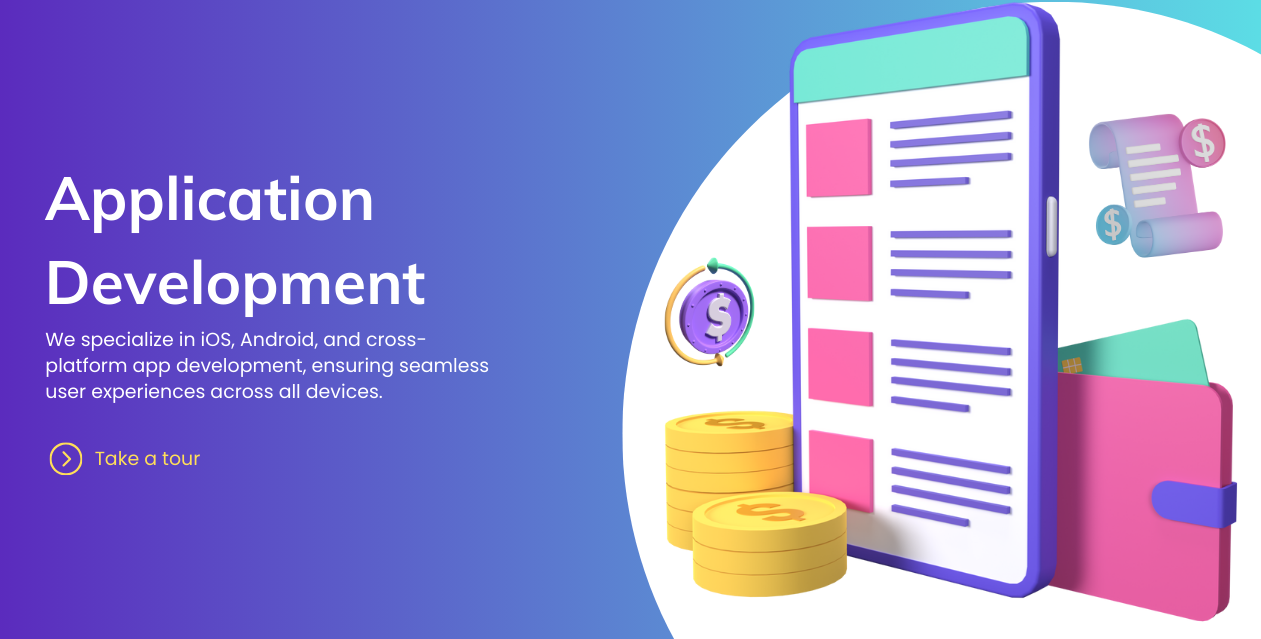 Application
Development
We specialize in iOS, Android, and cross-
platform app development, ensuring seamless
user experiences across all devices.
Take a tour
$
$
$
$
$